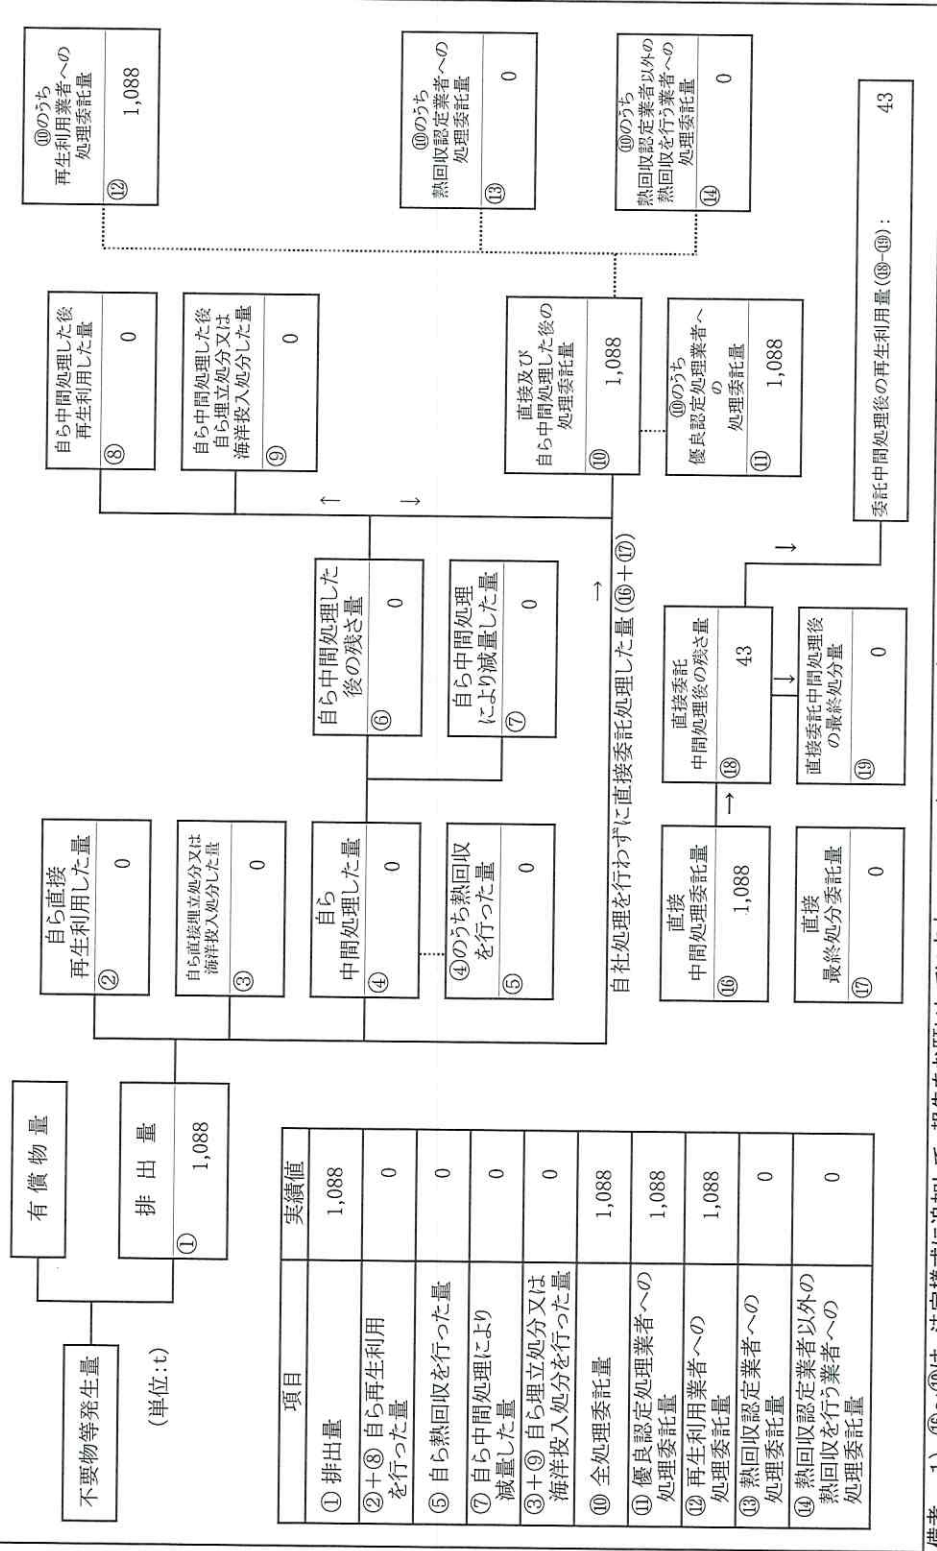 不要物等発生量
(単位:t)
有償物量
排出量
① 1,088
自ら直接
再生利用した量
② 0
自ら直接埋立処分又は
海洋投入処分した量
③ 0
自ら
中間処理した量
④ 0
④のうち熱回収
を行った量
⑤ 0
自ら中間処理した
後の残さ量
⑥ 0
自ら中間処理
により減量した量
⑦ 0
自ら中間処理した後
再生利用した量
⑧ 0
自ら中間処理した後
自ら埋立処分又は
海洋投入処分した量
⑨ 0
↑
↓
直接及び
自ら中間処理した後の
処理委託量
⑩ 1,088
⑩のうち
優良認定処理業者へ
の
処理委託量
⑪ 1,088
⑩のうち
再生利用業者への
処理委託量
⑫ 1,088
⑩のうち
熱回収認定業者への
処理委託量
⑬ 0
⑩のうち
熱回収認定業者以外の
熱回収を行う業者への
処理委託量
⑭ 0
自社処理を行わずに直接委託処理した量(⑯+⑰)
→
直接
中間処理委託量
⑯ 1,088
→
直接
最終処分委託量
⑰ 0
直接委託
中間処理後の残さ量
⑱ 43
↓
直接委託中間処理後
の最終処分量
⑲ 0
↓
委託中間処理後の再生利用量(⑱-⑲): 43
項目 実績値
① 排出量 1,088
②+⑧ 自ら再生利用
を行った量 0
⑤ 自ら熱回収を行った量 0
⑦ 自ら中間処理により
減量した量 0
③+⑨ 自ら埋立処分又は
海洋投入処分を行った量 0
⑩ 全処理委託量 1,088
⑪ 優良認定処理業者への
処理委託量 1,088
⑫ 再生利用業者への
処理委託量 1,088
⑬ 熱回収認定業者への
処理委託量 0
⑭ 熱回収認定業者以外の
熱回収を行う業者への
処理委託量 0